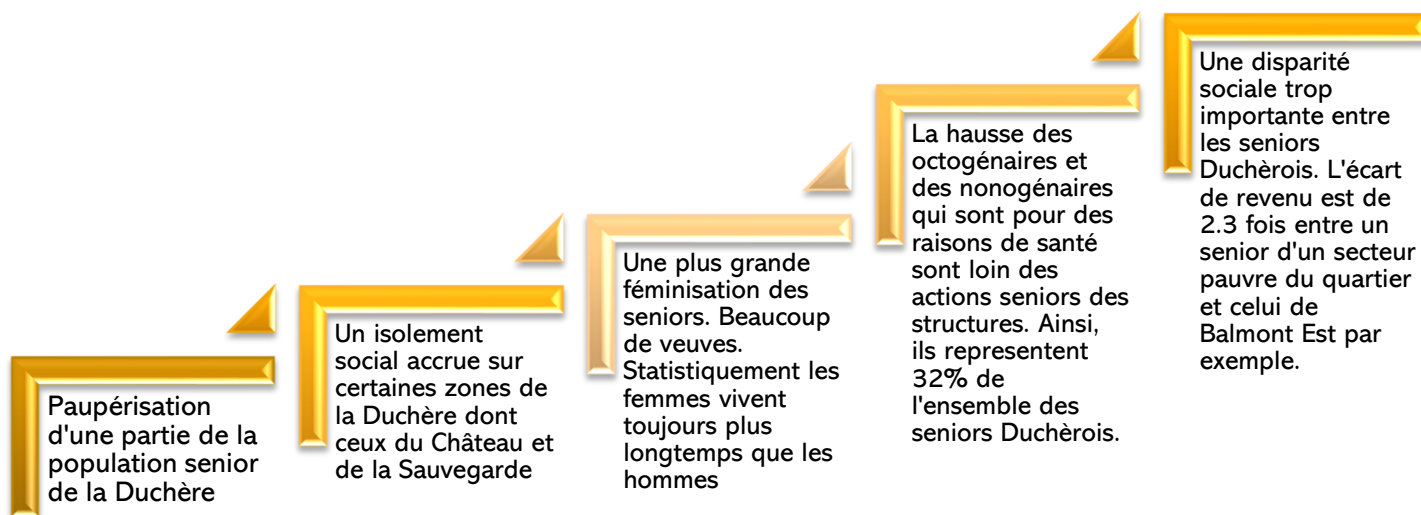 Paupérisation
d'une partie de la
population senior
de la Duchère
Un isolement
social accrue sur
certaines zones de
la Duchère dont
ceux du Château et
de la Sauvegarde
Une plus grande
féminisation des
seniors. Beaucoup
de veuves.
Statistiquement les
femmes vivent
toujours plus
longtemps que les
hommes
La hausse des
octogénaires et
des nonogénaires
qui sont pour des
raisons de santé
sont loin des
actions seniors des
structures. Ainsi,
ils representent
32% de
l'ensemble des
seniors Duchèrois.
Une disparité
sociale trop
importante entre
les seniors
Duchèrois. L'écart
de revenu est de
2.3 fois entre un
senior d'un secteur
pauvre du quartier
et celui de
Balmont Est par
exemple.